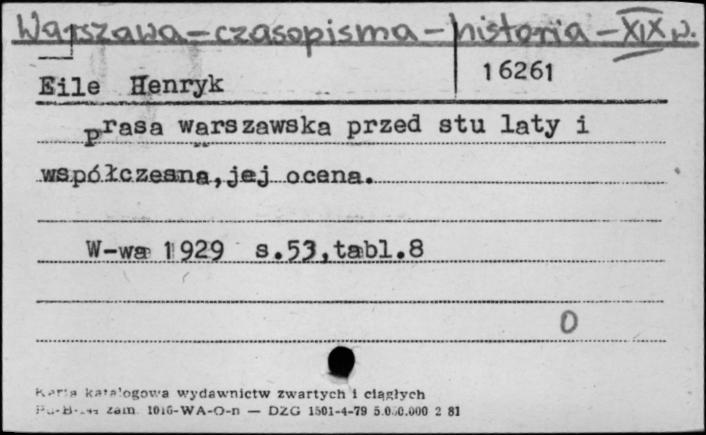 Warszawa - czasopisma - historia - XIX w.
16261
Eile Henryk
prasa warszawska przed stu laty i
współczesna, jej ocena.
W-wa 1929 s.53, tabl.8
0
Karta katalogowa wydawnictw zwartych i ciągłych
zam. 1016-WA-O-n — DZG 1501-4-79 5.000.000 2 81